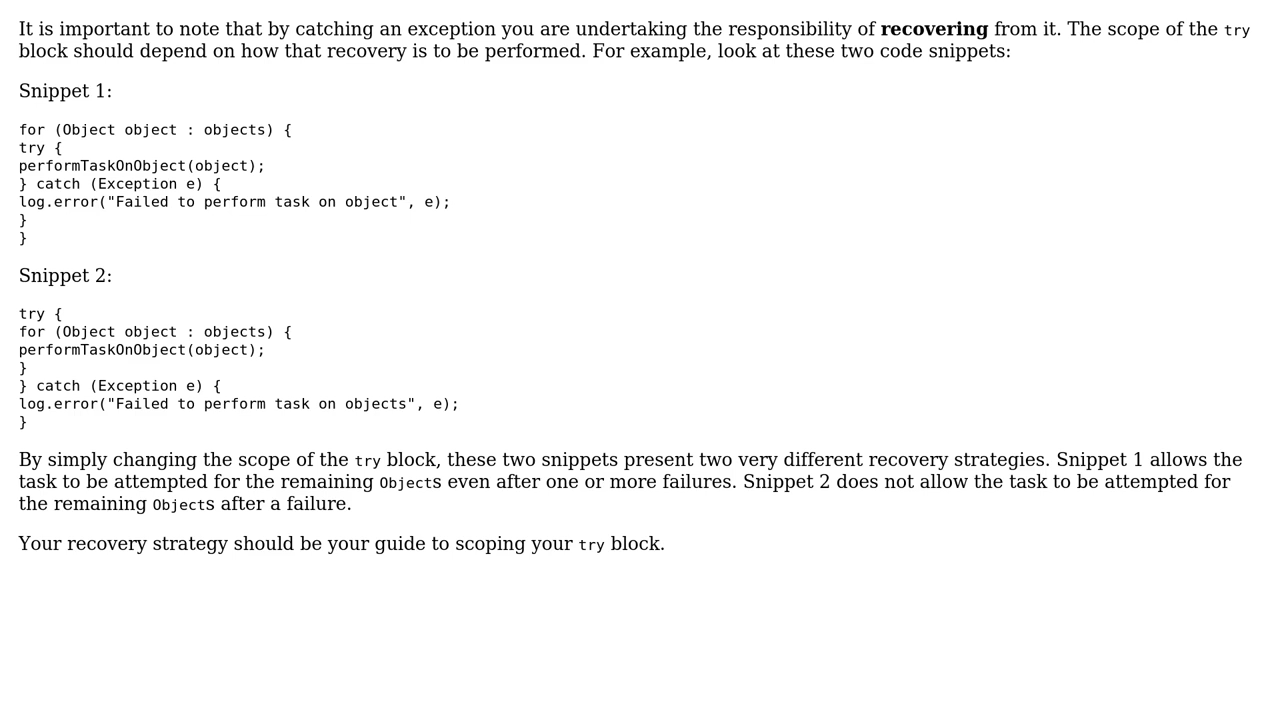 It is important to note that by catching an exception you are undertaking the responsibility of recovering from it. The scope of the try
block should depend on how that recovery is to be performed. For example, look at these two code snippets:
Snippet 1:
for (Object object : objects) {
try {
performTaskOnObject(object);
} catch (Exception e) {
log.error("Failed to perform task on object", e);
}
}
Snippet 2:
try {
for (Object object : objects) {
performTaskOnObject(object);
}
} catch (Exception e) {
log.error("Failed to perform task on objects", e);
}
By simply changing the scope of the try block, these two snippets present two very different recovery strategies. Snippet 1 allows the
task to be attempted for the remaining Objects even after one or more failures. Snippet 2 does not allow the task to be attempted for
the remaining Objects after a failure.
Your recovery strategy should be your guide to scoping your try block.